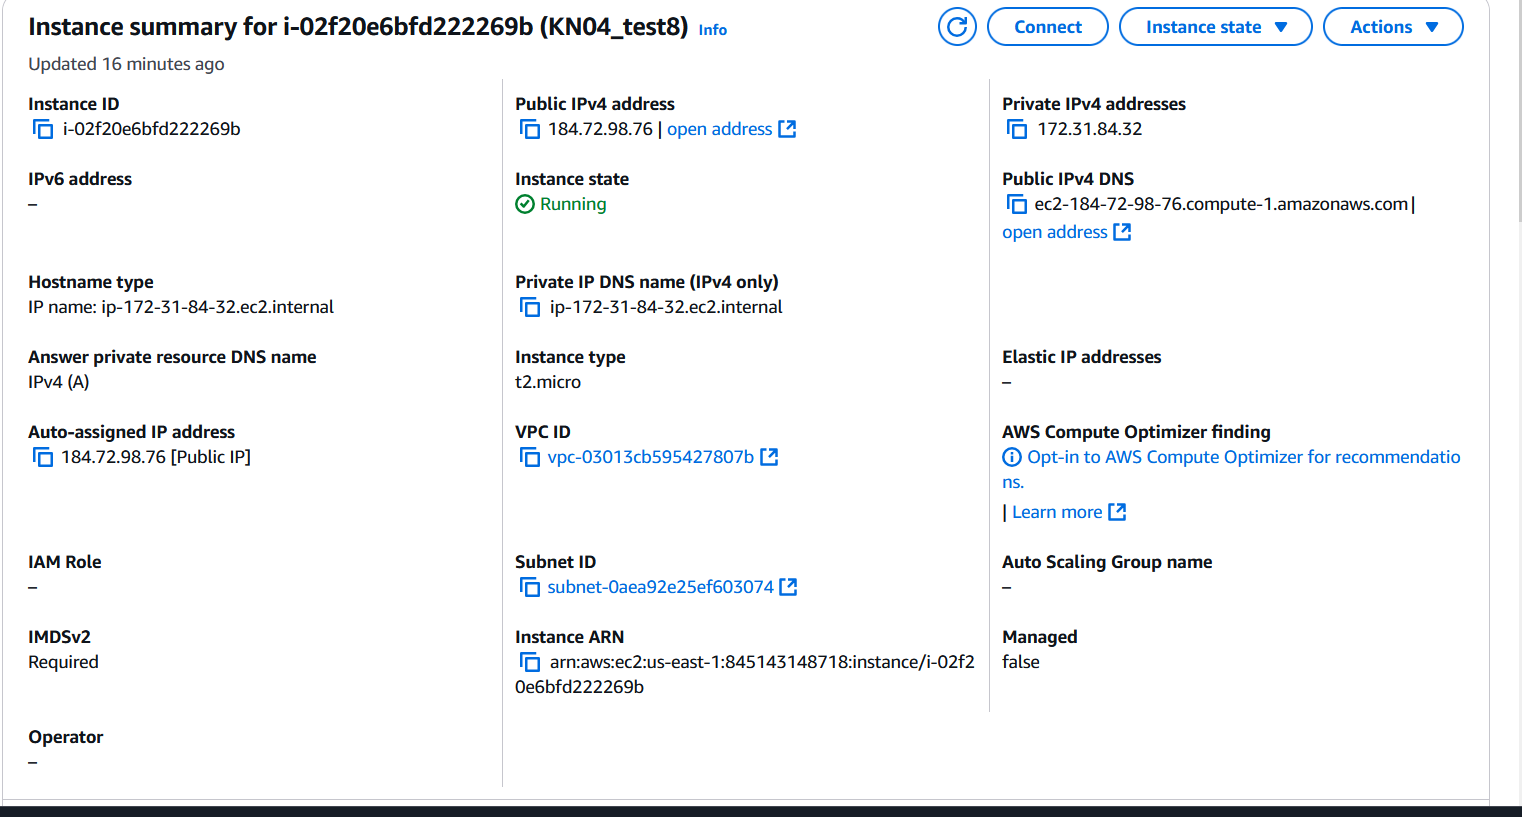 Instance summary for i-02f20e6bfd222269b (KN04_test8) Info
Connect
Instance state
Actions
Updated 16 minutes ago
Instance ID
i-02f20e6bfd222269b
Public IPv4 address
184.72.98.76 | open address
Private IPv4 addresses
172.31.84.32
IPv6 address
–
Instance state
Running
Public IPv4 DNS
ec2-184-72-98-76.compute-1.amazonaws.com |
open address
Hostname type
IP name: ip-172-31-84-32.ec2.internal
Private IP DNS name (IPv4 only)
ip-172-31-84-32.ec2.internal
Answer private resource DNS name
IPv4 (A)
Instance type
t2.micro
Elastic IP addresses
–
Auto-assigned IP address
184.72.98.76 [Public IP]
VPC ID
vpc-03013cb595427807b
AWS Compute Optimizer finding
Opt-in to AWS Compute Optimizer for recommendatio
ns.
| Learn more
IAM Role
–
Subnet ID
subnet-0aea92e25ef603074
Auto Scaling Group name
–
IMDSv2
Required
Instance ARN
arn:aws:ec2:us-east-1:845143148718:instance/i-02f2
0e6bfd222269b
Managed
false
Operator
–